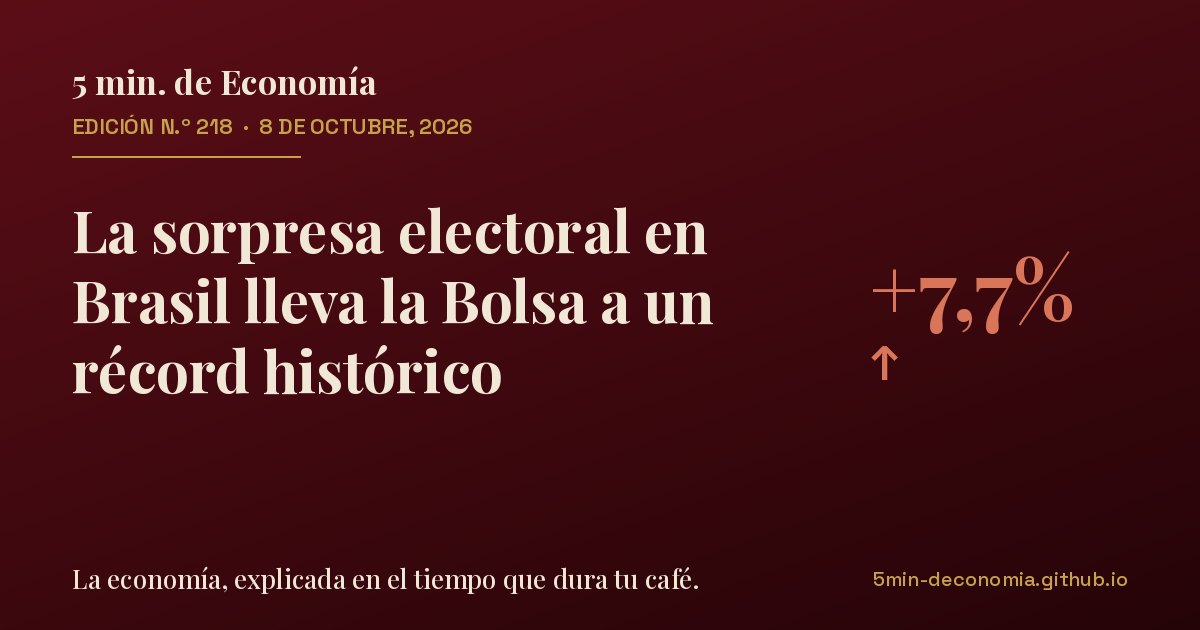 5 min. de Economía
EDICIÓN N.º 218 · 8 DE OCTUBRE, 2026
La sorpresa electoral en
Brasil lleva la Bolsa a un
récord histórico
+7,7%
↑
La economía, explicada en el tiempo que dura tu café.
5min-deconomia.github.io